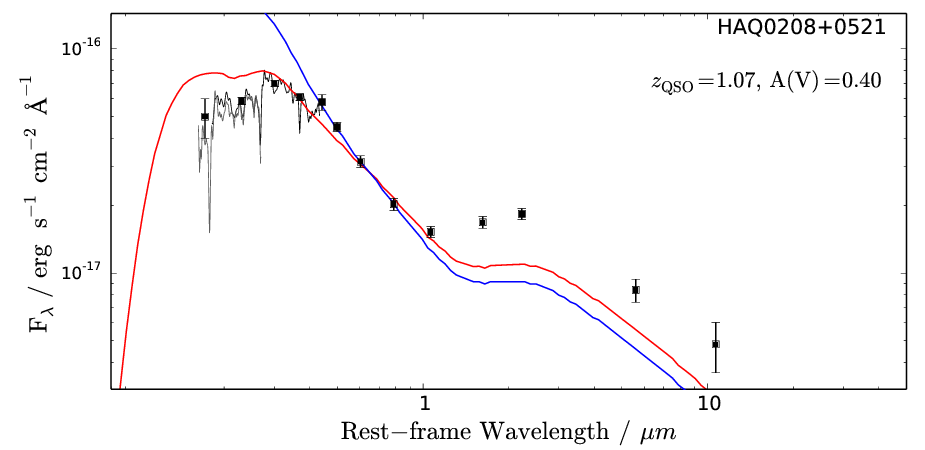 HAQ0208+0521
z_QSO=1.07, A(V)=0.40
10⁻¹⁶
10⁻¹⁷
F_λ / erg s⁻¹ cm⁻² Å⁻¹
1
10
Rest−frame Wavelength / μm